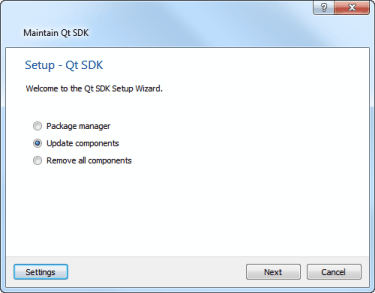 Maintain Qt SDK
Setup - Qt SDK
Welcome to the Qt SDK Setup Wizard.
Package manager
Update components
Remove all components
Settings
Next
Cancel